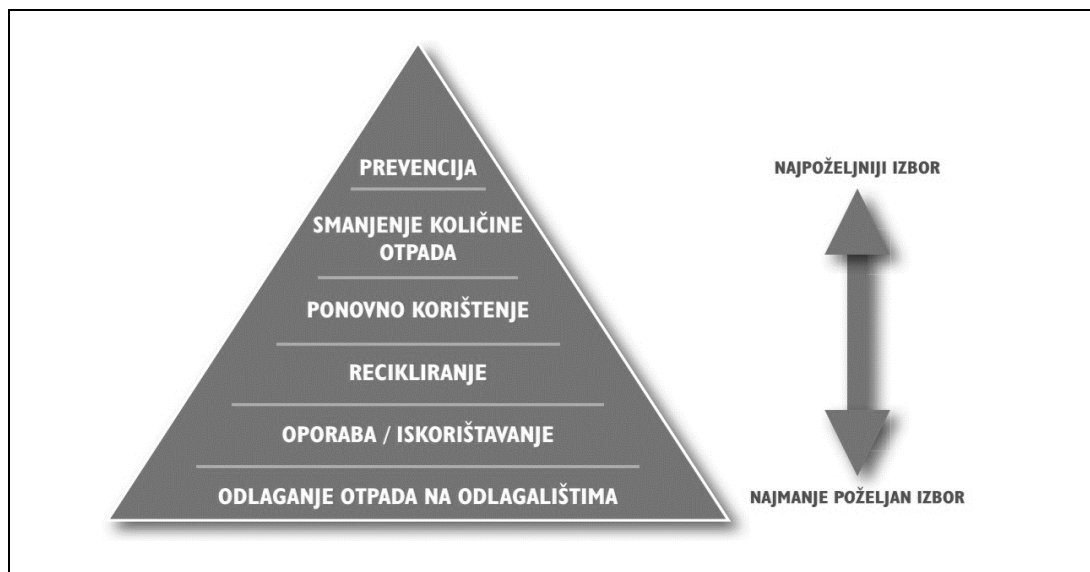 PREVENCIJA
SMANJENJE KOLIČINE
OTPADA
PONOVNO KORIŠTENJE
RECIKLIRANJE
OPORABA / ISKORIŠTAVANJE
ODLAGANJE OTPADA NA ODLAGALIŠTIMA
NAJPOŽELJNIJI IZBOR
NAJMANJE POŽELJAN IZBOR